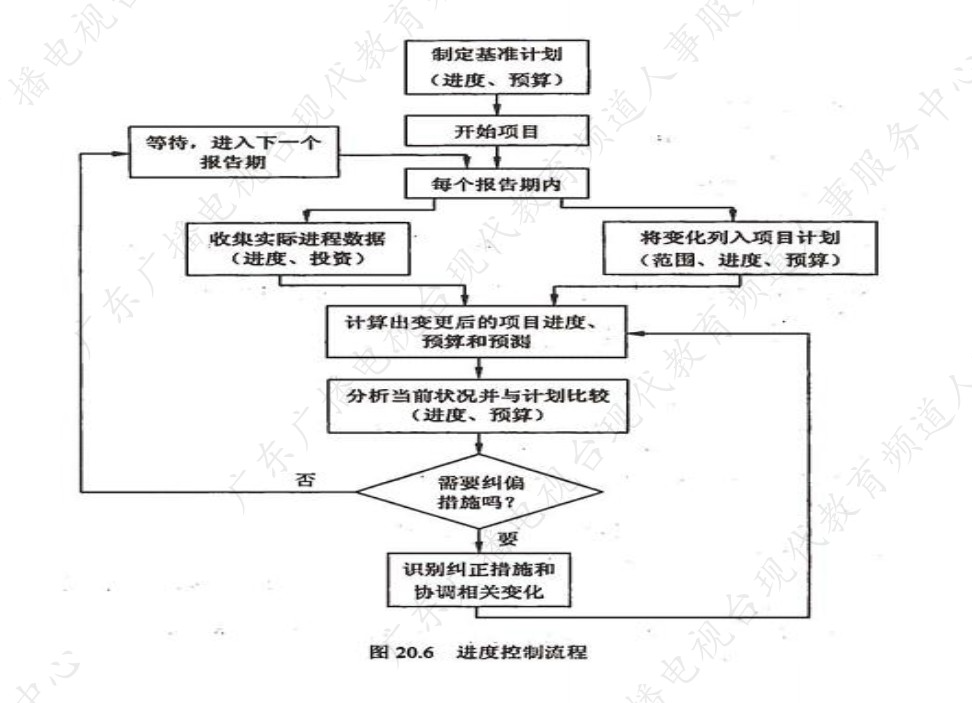 制定基准计划
(进度、预算)
开始项目
等待,进入下一个
报告期
每个报告期内
收集实际进程数据
(进度、投资)
将变化列入项目计划
(范围、进度、预算)
计算出变更后的项目进度、
预算和预测
分析当前状况并与计划比较
(进度、预算)
否
需要纠偏
措施吗?
要
识别纠正措施和
协调相关变化
图 20.6 进度控制流程
广东广播电视台现代教育频道人事服务中心